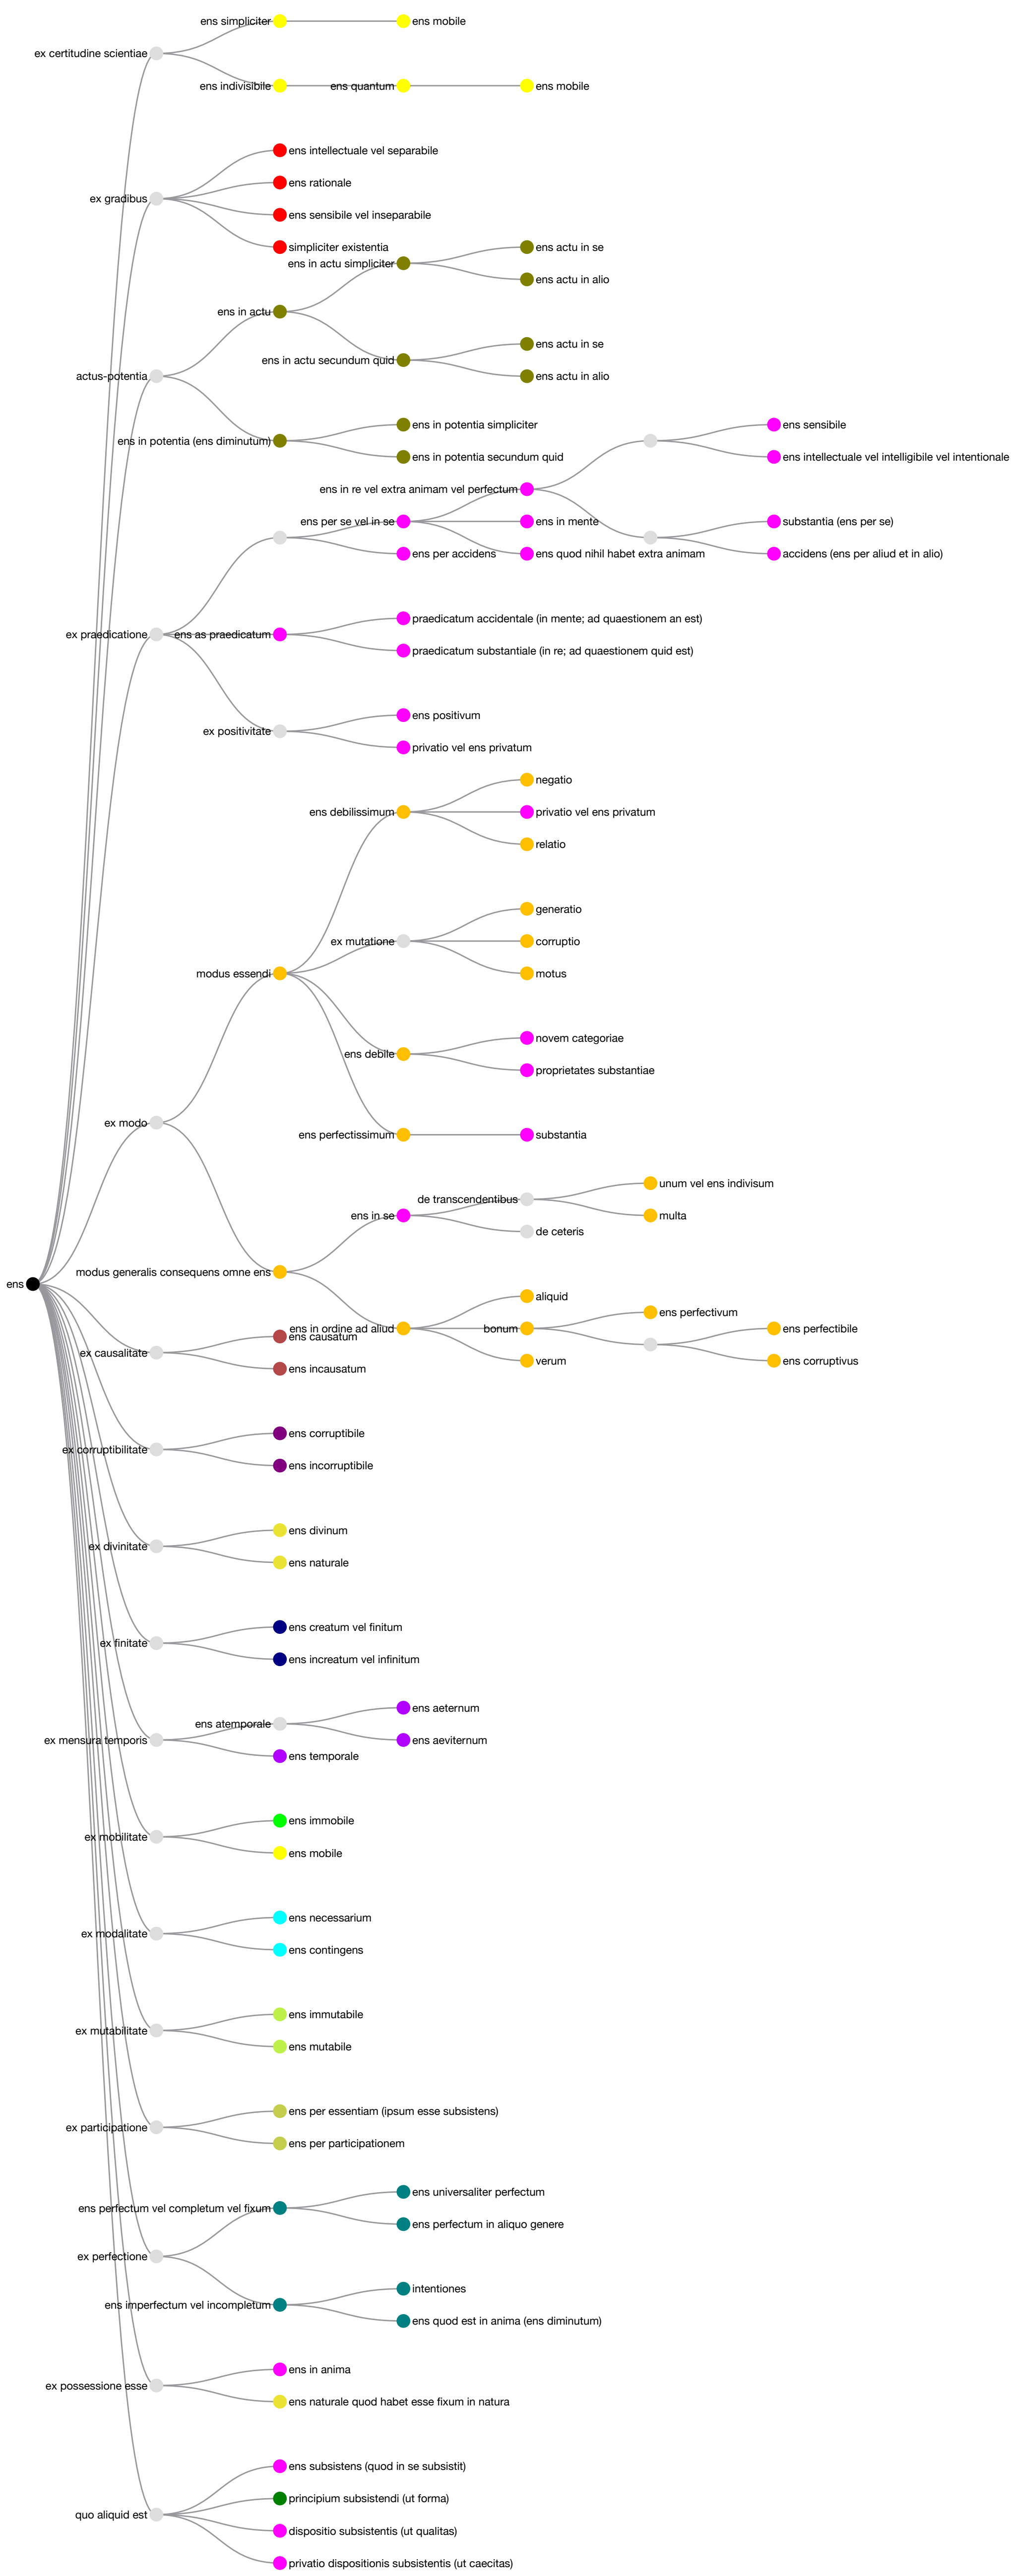 ens simpliciter
ens mobile
ex certitudine scientiae
ens indivisibile
ens quantum
ens mobile
ens intellectuale vel separabile
ens rationale
ex gradibus
ens sensibile vel inseparabile
simpliciter existentia
ens actu in se
ens in actu simpliciter
ens actu in alio
ens in actu
ens actu in se
ens in actu secundum quid
ens actu in alio
actus-potentia
ens in potentia simpliciter
ens sensibile
ens in potentia (ens diminutum)
ens in potentia secundum quid
ens intellectuale vel intelligibile vel intentionale
ens in re vel extra animam vel perfectum
ens per se vel in se
ens in mente
substantia (ens per se)
ens per accidens
ens quod nihil habet extra animam
accidens (ens per aliud et in alio)
praedicatum accidentale (in mente; ad quaestionem an est)
ex praedicatione
ens as praedicatum
praedicatum substantiale (in re; ad quaestionem quid est)
ens positivum
ex positivitate
privatio vel ens privatum
negatio
ens debilissimum
privatio vel ens privatum
relatio
generatio
ex mutatione
corruptio
modus essendi
motus
novem categoriae
ens debile
proprietates substantiae
ex modo
ens perfectissimum
substantia
unum vel ens indivisum
de transcendentibus
ens in se
multa
de ceteris
modus generalis consequens omne ens
ens
aliquid
ens perfectivum
ens in ordine ad aliud
bonum
ens perfectibile
ens causatum
ex causalitate
verum
ens corruptivus
ens incausatum
ens corruptibile
ex corruptibilitate
ens incorruptibile
ens divinum
ex divinitate
ens naturale
ens creatum vel finitum
ex finitate
ens increatum vel infinitum
ens aeternum
ens atemporale
ex mensura temporis
ens aeviternum
ens temporale
ens immobile
ex mobilitate
ens mobile
ens necessarium
ex modalitate
ens contingens
ens immutabile
ex mutabilitate
ens mutabile
ens per essentiam (ipsum esse subsistens)
ex participatione
ens per participationem
ens universaliter perfectum
ens perfectum vel completum vel fixum
ens perfectum in aliquo genere
ex perfectione
intentiones
ens imperfectum vel incompletum
ens quod est in anima (ens diminutum)
ens in anima
ex possessione esse
ens naturale quod habet esse fixum in natura
ens subsistens (quod in se subsistit)
principium subsistendi (ut forma)
quo aliquid est
dispositio subsistentis (ut qualitas)
privatio dispositionis subsistentis (ut caecitas)